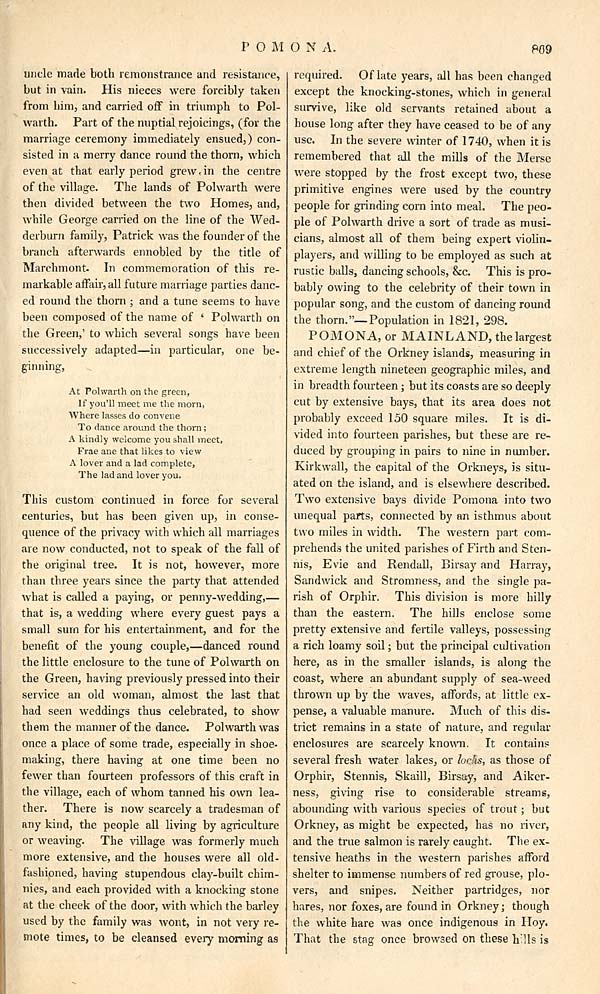 POMONA.
869
uncle made both remonstrance and resistance,
but in vain. His nieces were forcibly taken
from him, and carried off in triumph to Pol-
warth. Part of the nuptial rejoicings, (for the
marriage ceremony immediately ensued,) con-
sisted in a merry dance round the thorn, which
even at that early period grew in the centre
of the village. The lands of Polwarth were
then divided between the two Homes, and,
while George carried on the line of the Wed-
derburn family, Patrick was the founder of the
branch afterwards ennobled by the title of
Marchmont. In commemoration of this re-
markable affair, all future marriage parties danc-
ed round the thorn ; and a tune seems to have
been composed of the name of ‘ Polwarth on
the Green,’ to which several songs have been
successively adapted—in particular, one be-
ginning,
At Polwarth on the green,
If you'll meet me the morn,
Where lasses do convene
To dance around the thorn ;
A kindly welcome you shall meet,
Frae ane that likes to view
A lover and a lad complete,
The lad and lover you.
This custom continued in force for several
centuries, but has been given up, in conse-
quence of the privacy with which all marriages
are now conducted, not to speak of the fall of
the original tree. It is not, however, more
than three years since the party that attended
what is called a paying, or penny-wedding,—
that is, a wedding where every guest pays a
small sum for his entertainment, and for the
benefit of the young couple,—danced round
the little enclosure to the tune of Polwarth on
the Green, having previously pressed into their
service an old woman, almost the last that
had seen weddings thus celebrated, to show
them the manner of the dance. Polwarth was
once a place of some trade, especially in shoe-
making, there having at one time been no
fewer than fourteen professors of this craft in
the village, each of whom tanned his own lea-
ther. There is now scarcely a tradesman of
any kind, the people all living by agriculture
or weaving. The village was formerly much
more extensive, and the houses were all old-
fashioned, having stupendous clay-built chim-
nies, and each provided with a knocking stone
at the cheek of the door, with which the barley
used by the family was wont, in not very re-
mote times, to be cleansed every morning as
required. Of late years, all has been changed
except the knocking-stones, which in general
survive, like old servants retained about a
house long after they have ceased to be of any
use. In the severe winter of 1740, when it is
remembered that all the mills of the Merse
were stopped by the frost except two, these
primitive engines were used by the country
people for grinding corn into meal. The peo-
ple of Polwarth drive a sort of trade as musi-
cians, almost all of them being expert violin-
players, and willing to be employed as such at
rustic balls, dancing schools, &c. This is pro-
bably owing to the celebrity of their town in
popular song, and the custom of dancing round
the thorn."—Population in 1821, 298.
POMONA, or MAINLAND, the largest
and chief of the Orkney islands, measuring in
extreme length nineteen geographic miles, and
in breadth fourteen ; but its coasts are so deeply
cut by extensive bays, that its area does not
probably exceed 150 square miles. It is di-
vided into fourteen parishes, but these are re-
duced by grouping in pairs to nine in number.
Kirkwall, the capital of the Orkneys, is situ-
ated on the island, and is elsewhere described.
Two extensive bays divide Pomona into two
unequal parts, connected by an isthmus about
two miles in width. The western part com-
prehends the united parishes of Firth and Sten-
nis, Evie and Rendall, Birsay and Harray,
Sandwick and Stromness, and the single pa-
rish of Orphir. This division is more hilly
than the eastern. The hills enclose some
pretty extensive and fertile valleys, possessing
a rich loamy soil ; but the principal cultivation
here, as in the smaller islands, is along the
coast, where an abundant supply of sea-weed
thrown up by the waves, affords, at little ex-
pense, a valuable manure. Much of this dis-
trict remains in a state of nature, and regular
enclosures are scarcely known. It contains
several fresh water lakes, or lochs, as those of
Orphir, Stennis, Skaill, Birsay, and Aiker-
ness, giving rise to considerable streams,
abounding with various species of trout ; but
Orkney, as might be expected, has no river,
and the true salmon is rarely caught. The ex-
tensive heaths in the western parishes afford
shelter to immense numbers of red grouse, plo-
vers, and snipes. Neither partridges, nor
hares, nor foxes, are found in Orkney ; though
the white hare was once indigenous in Hoy.
That the stag once browsed on these hills is